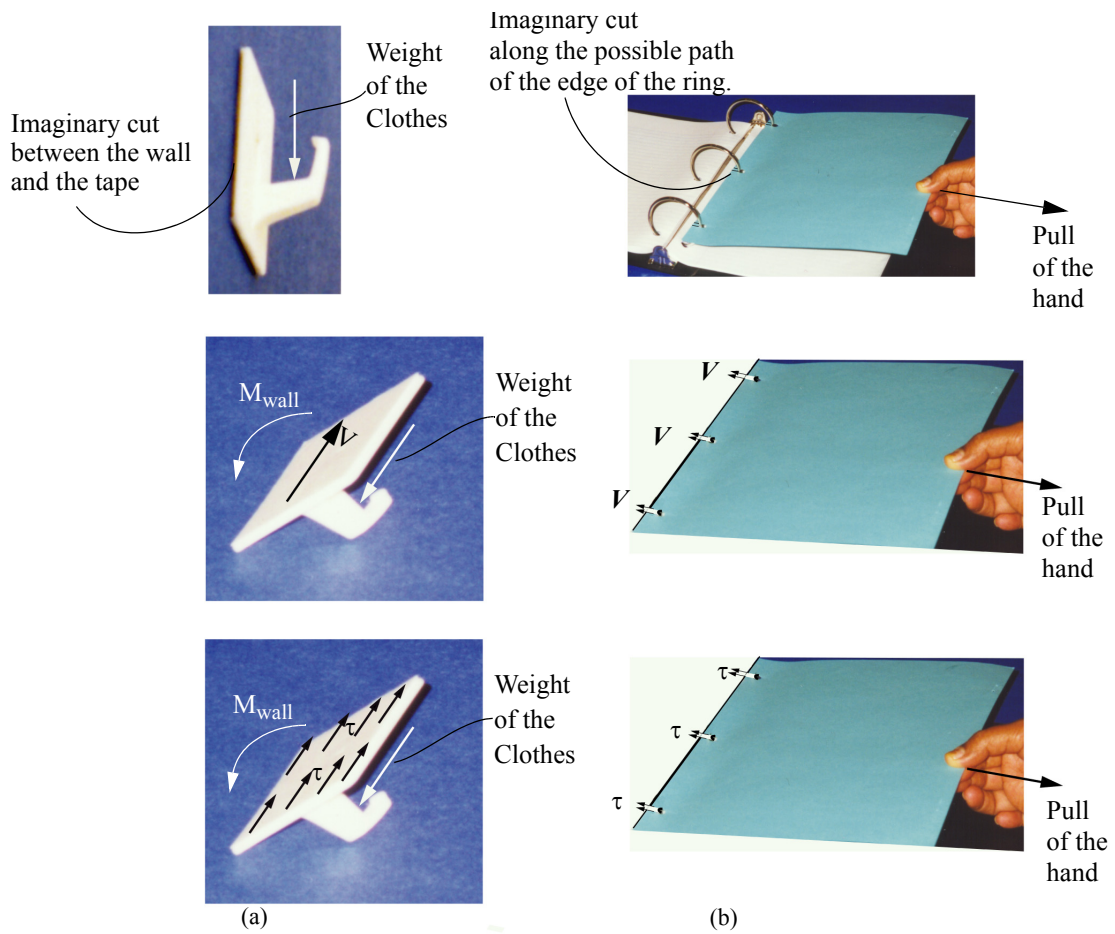 Weight
of the
Clothes
Imaginary cut
between the wall
and the tape
Imaginary cut
along the possible path
of the edge of the ring.
Pull
of the
hand
M_wall
V
Weight
of the
Clothes
V
V
V
Pull
of the
hand
M_wall
τ
τ
Weight
of the
Clothes
τ
τ
τ
Pull
of the
hand
(a)
(b)